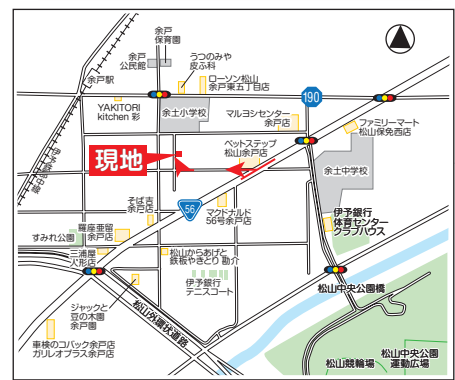 余戸
保育園
余戸
公民館
うつのみや
皮ふ科
余戸駅
ローソン松山
余戸東五丁目店
190
YAKITORI
kitchen 彩
余土小学校
マルヨシセンター
余戸店
ファミリーマート
松山保免西店
現地
ペットステップ
松山余戸店
余土中学校
そば吉
余戸店
56
マクドナルド
56号余戸店
伊予銀行
体育センター
クラブハウス
羅座亜留
余戸店
すみれ公園
三浦屋
人形店
松山からあげと
鉄板やきとり 勘介
伊予銀行
テニスコート
松山中央公園橋
ジャックと
豆の木園
余戸園
松山外環状道路
車検のコバック余戸店
ガリレオプラス余戸店
松山競輪場
松山中央公園
運動広場